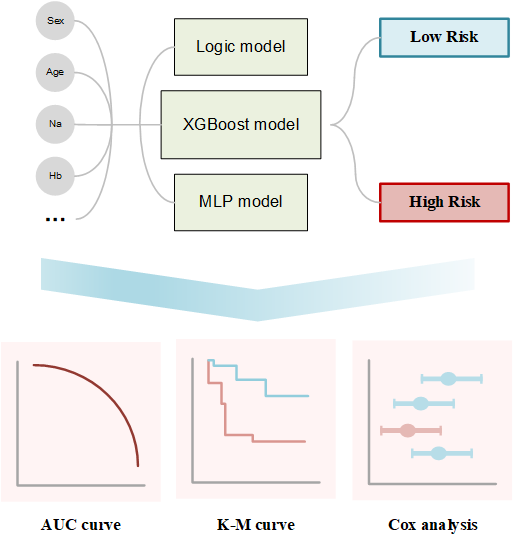 Sex
Age
Na
Hb
...
Logic model
XGBoost model
MLP model
Low Risk
High Risk
AUC curve
K-M curve
Cox analysis